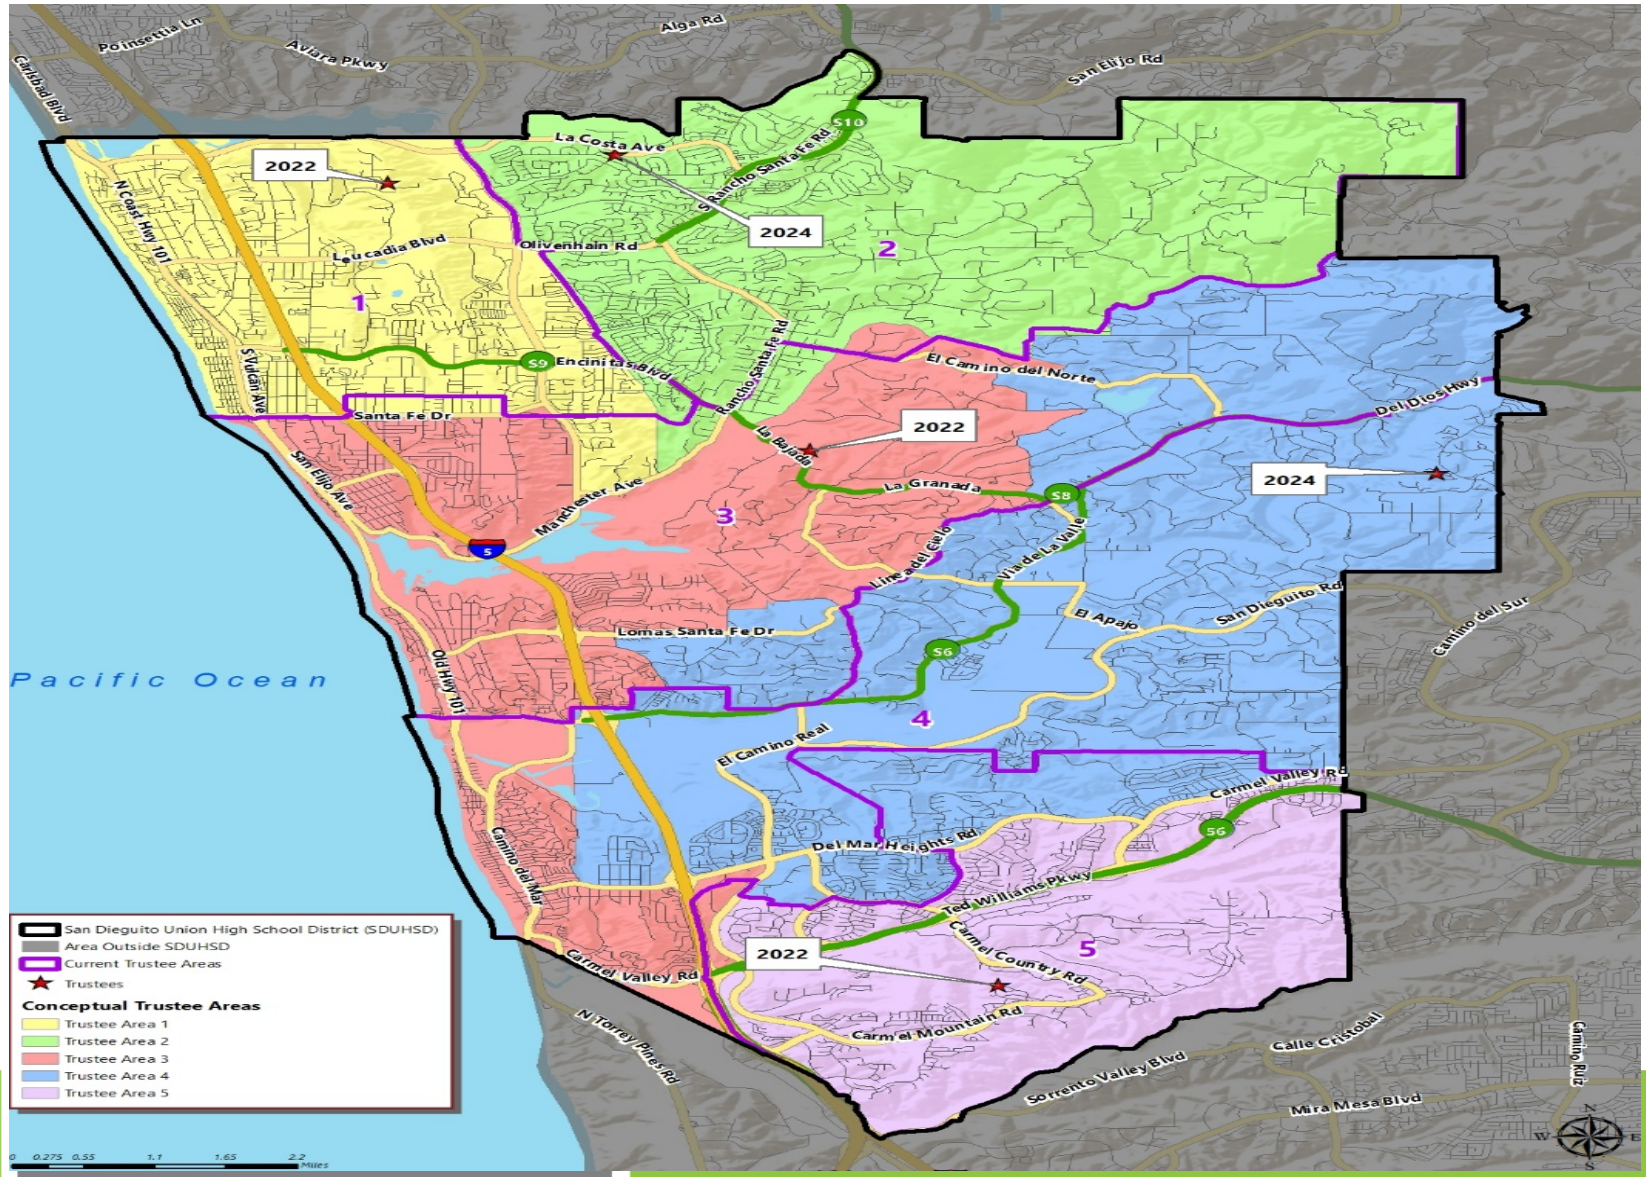 Poinsettia Ln
Aviara Pkwy
Alga Rd
San Elijo Rd
Carlsbad Blvd
S10
La Costa Ave
2022
S Rancho Santa Fe Rd
N Coast Hwy 101
2024
Leucadia Blvd
Olivenhain Rd
2
1
S Vulcan Ave
S9
Encinitas Blvd
Rancho Santa Fe Rd
El Camino del Norte
Del Dios Hwy
Santa Fe Dr
2022
La Bajada
San Elijo Ave
2024
Manchester Ave
La Granada
S8
3
5
Linea del Cielo
Via de La Valle
San Dieguito Rd
El Apajo
Camino del Sur
Lomas Santa Fe Dr
S6
Old Hwy 101
Pacific Ocean
4
El Camino Real
Carmel Valley Rd
56
Camino del Mar
Del Mar Heights Rd
Ted Williams Pkwy
Carmel Country Rd
5
2022
Carmel Valley Rd
Carmel Mountain Rd
N Torrey Pines Rd
Calle Cristobal
Camino Ruiz
Sorrento Valley Blvd
Mira Mesa Blvd
San Dieguito Union High School District (SDUHSD)
Area Outside SDUHSD
Current Trustee Areas
Trustees
Conceptual Trustee Areas
Trustee Area 1
Trustee Area 2
Trustee Area 3
Trustee Area 4
Trustee Area 5
N
W E
S
0 0.275 0.55 1.1 1.65 2.2
Miles